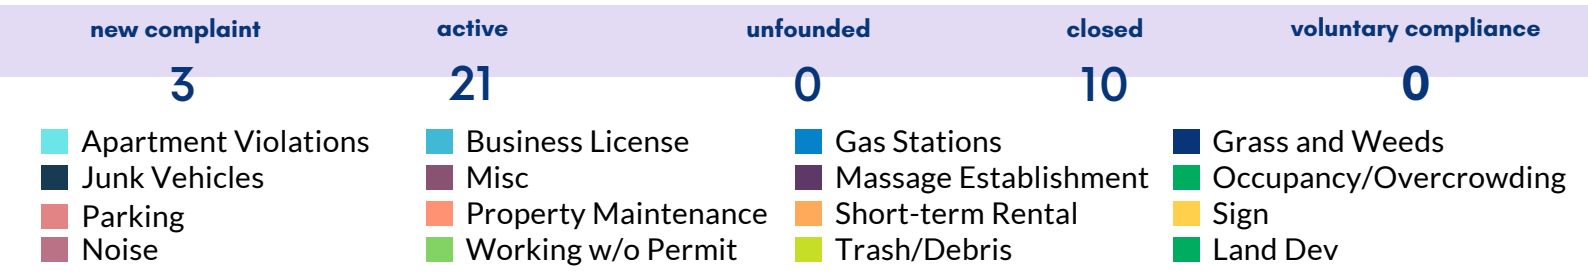 new complaint active unfounded closed voluntary compliance
3 21 0 10 0
Apartment Violations Business License Gas Stations Grass and Weeds
Junk Vehicles Misc Massage Establishment Occupancy/Overcrowding
Parking Property Maintenance Short-term Rental Sign
Noise Working w/o Permit Trash/Debris Land Dev